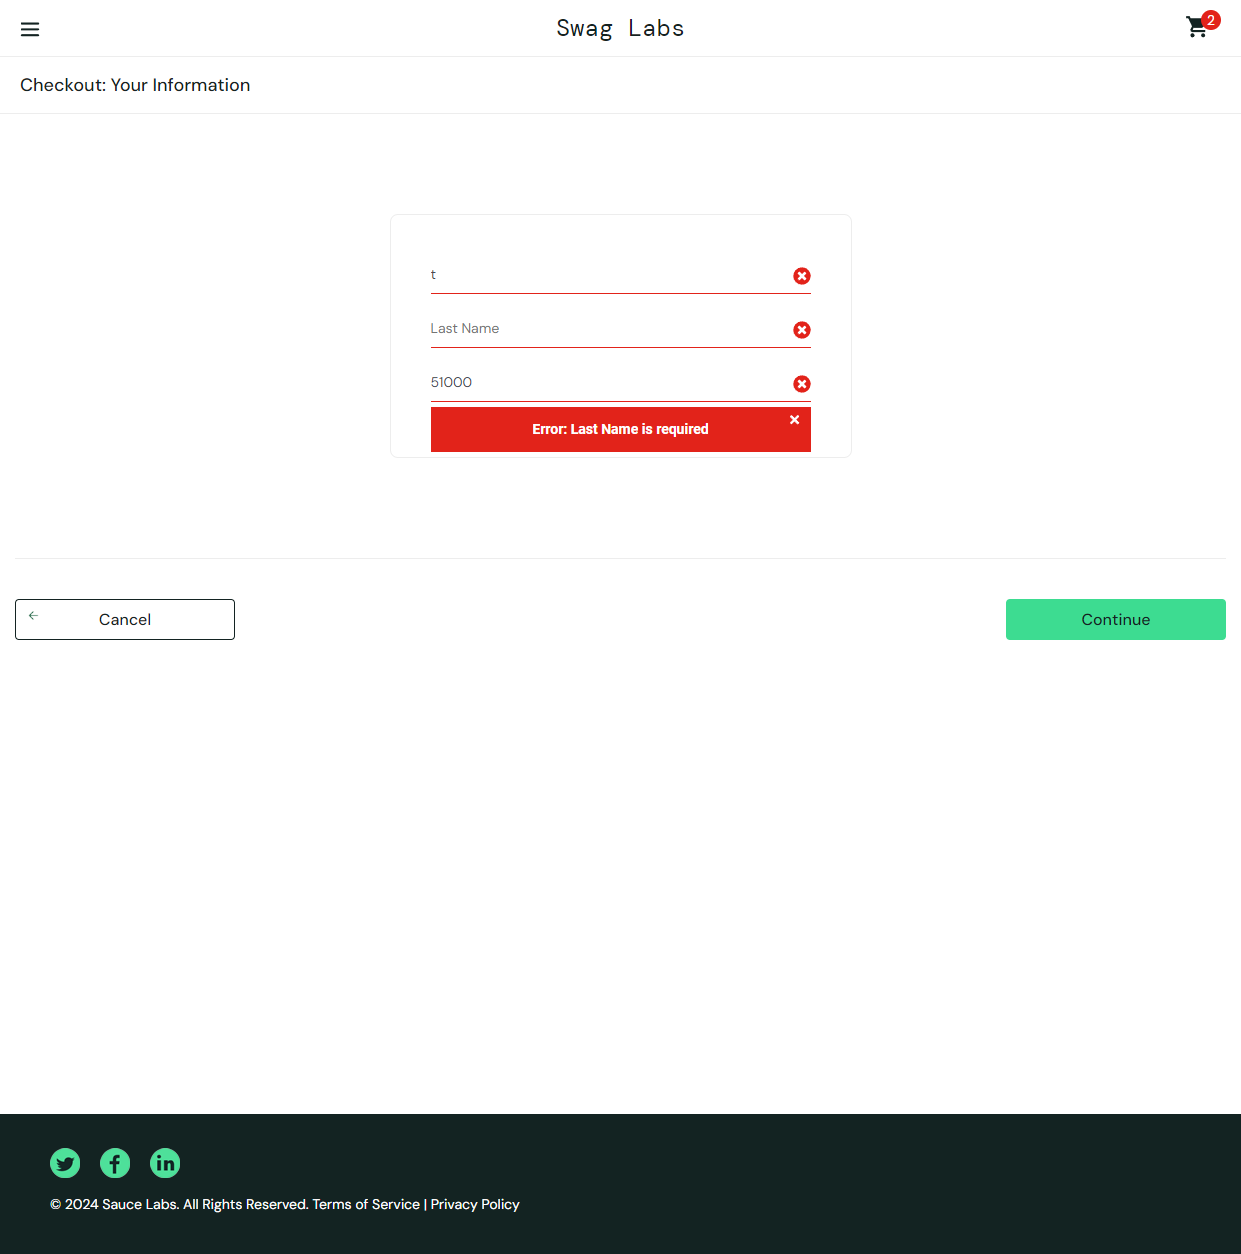 Swag Labs
2
Checkout: Your Information
t
Last Name
51000
Error: Last Name is required
Cancel
Continue
© 2024 Sauce Labs. All Rights Reserved. Terms of Service | Privacy Policy